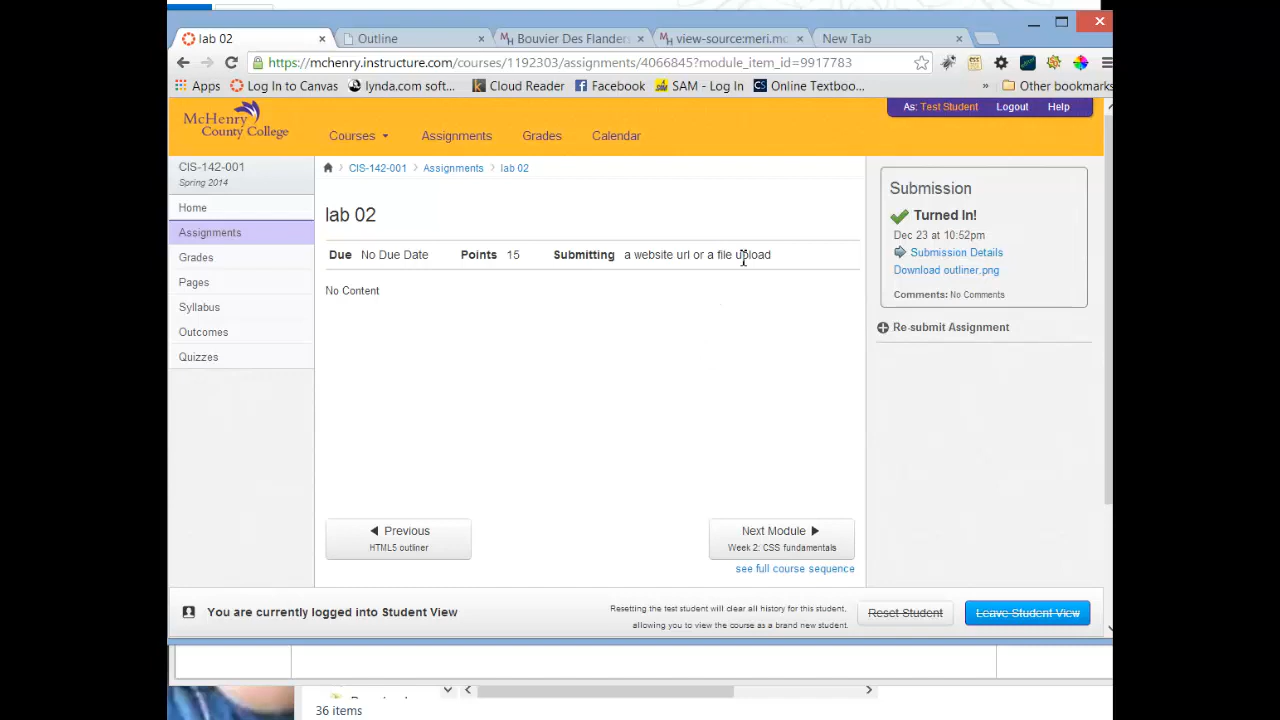 lab 02
Outline
Bouvier Des Flander
view-source:meri.mc
New Tab
https://mchenry.instructure.com/courses/1192303/assignments/4066845?module_item_id=9917783
Apps
Log In to Canvas
lynda.com soft...
Cloud Reader
Facebook
SAM - Log In
Online Textboo...
»
Other bookmarks
McHenry
County College
Courses
Assignments
Grades
Calendar
As: Test Student
Logout
Help
CIS-142-001
Spring 2014
Home
Assignments
Grades
Pages
Syllabus
Outcomes
Quizzes
CIS-142-001 > Assignments > lab 02
lab 02
Due No Due Date Points 15 Submitting a website url or a file upload
No Content
Previous
HTML5 outliner
Next Module
Week 2: CSS fundamentals
see full course sequence
Submission
Turned In!
Dec 23 at 10:52pm
Submission Details
Download outliner.png
Comments: No Comments
Re-submit Assignment
You are currently logged into Student View
Resetting the test student will clear all history for this student,
allowing you to view the course as a brand new student.
Reset Student
Leave Student View
36 items